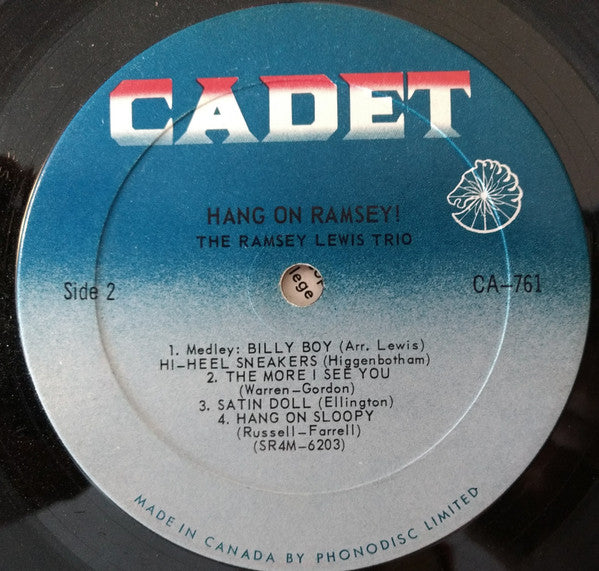 CADET
HANG ON RAMSEY!
THE RAMSEY LEWIS TRIO
Side 2
CA-761
lege
1. Medley: BILLY BOY (Arr. Lewis)
HI-HEEL SNEAKERS (Higgenbotham)
2. THE MORE I SEE YOU
(Warren-Gordon)
3. SATIN DOLL (Ellington)
4. HANG ON SLOOPY
(Russell-Farrell)
(SR4M-6203)
MADE IN CANADA BY PHONODISC LIMITED